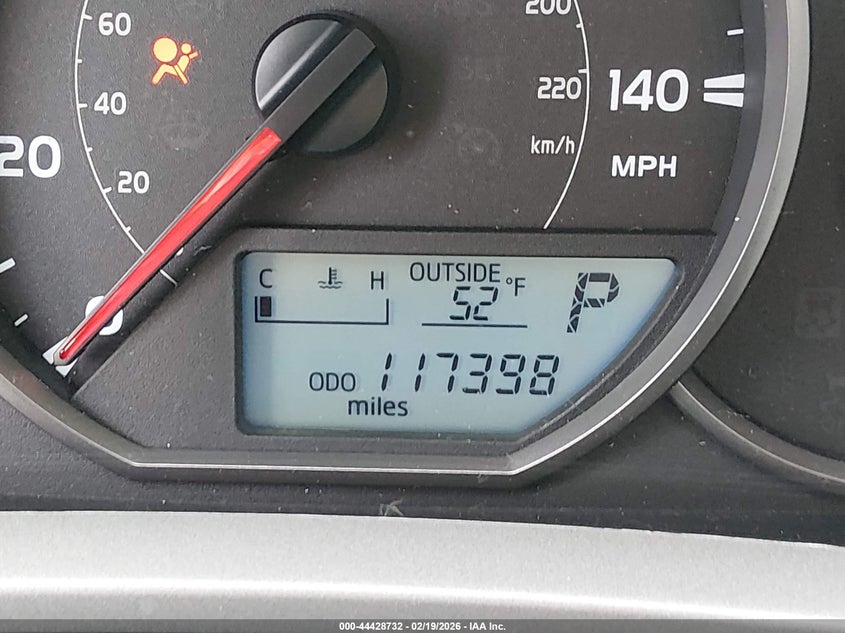 60
200
40
220
140
20
km/h
20
MPH
0
C H OUTSIDE
52 °F P
ODO 117398
miles
000-44428732 - 02/19/2026 - IAA Inc.